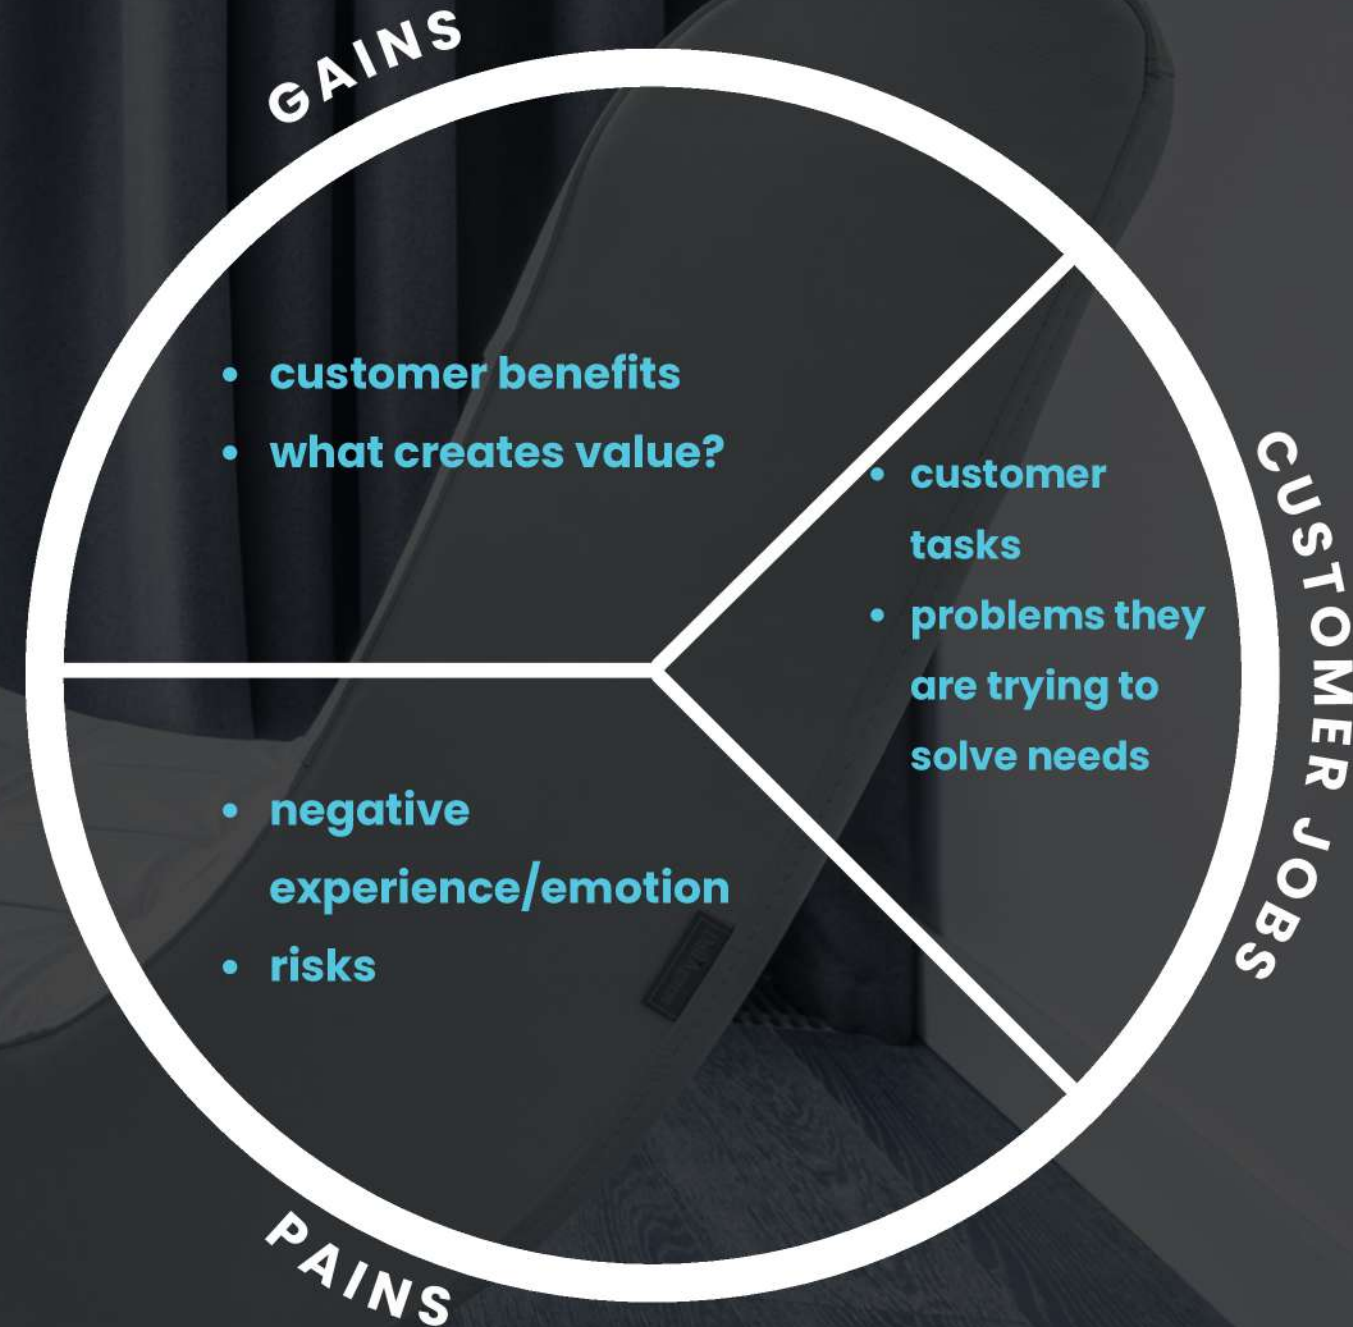 GAINS
• customer benefits
• what creates value?
CUSTOMER JOBS
• customer
tasks
• problems they
are trying to
solve needs
• negative
experience/emotion
• risks
PAINS